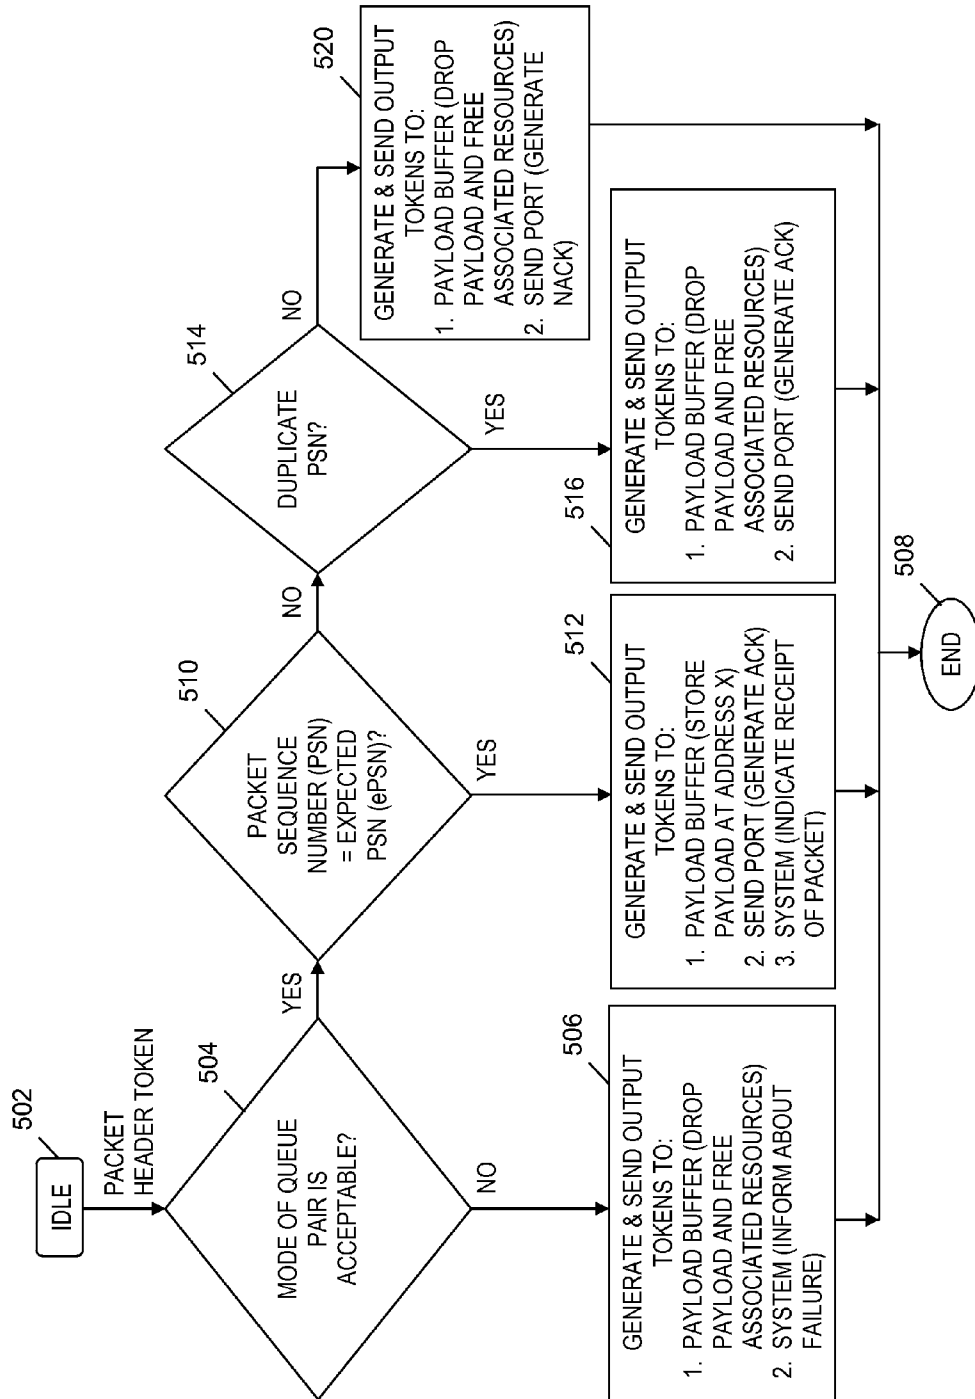 502
IDLE
PACKET
HEADER TOKEN
504
MODE OF QUEUE
PAIR IS
ACCEPTABLE?
YES
NO
506
GENERATE & SEND OUTPUT
TOKENS TO:
1. PAYLOAD BUFFER (DROP
PAYLOAD AND FREE
ASSOCIATED RESOURCES)
2. SYSTEM (INFORM ABOUT
FAILURE)
510
PACKET
SEQUENCE
NUMBER (PSN)
= EXPECTED
PSN (ePSN)?
NO
YES
512
GENERATE & SEND OUTPUT
TOKENS TO:
1. PAYLOAD BUFFER (STORE
PAYLOAD AT ADDRESS X)
2. SEND PORT (GENERATE ACK)
3. SYSTEM (INDICATE RECEIPT
OF PACKET)
514
DUPLICATE
PSN?
NO
YES
516
GENERATE & SEND OUTPUT
TOKENS TO:
1. PAYLOAD BUFFER (DROP
PAYLOAD AND FREE
ASSOCIATED RESOURCES)
2. SEND PORT (GENERATE ACK)
520
GENERATE & SEND OUTPUT
TOKENS TO:
1. PAYLOAD BUFFER (DROP
PAYLOAD AND FREE
ASSOCIATED RESOURCES)
2. SEND PORT (GENERATE
NACK)
508
END